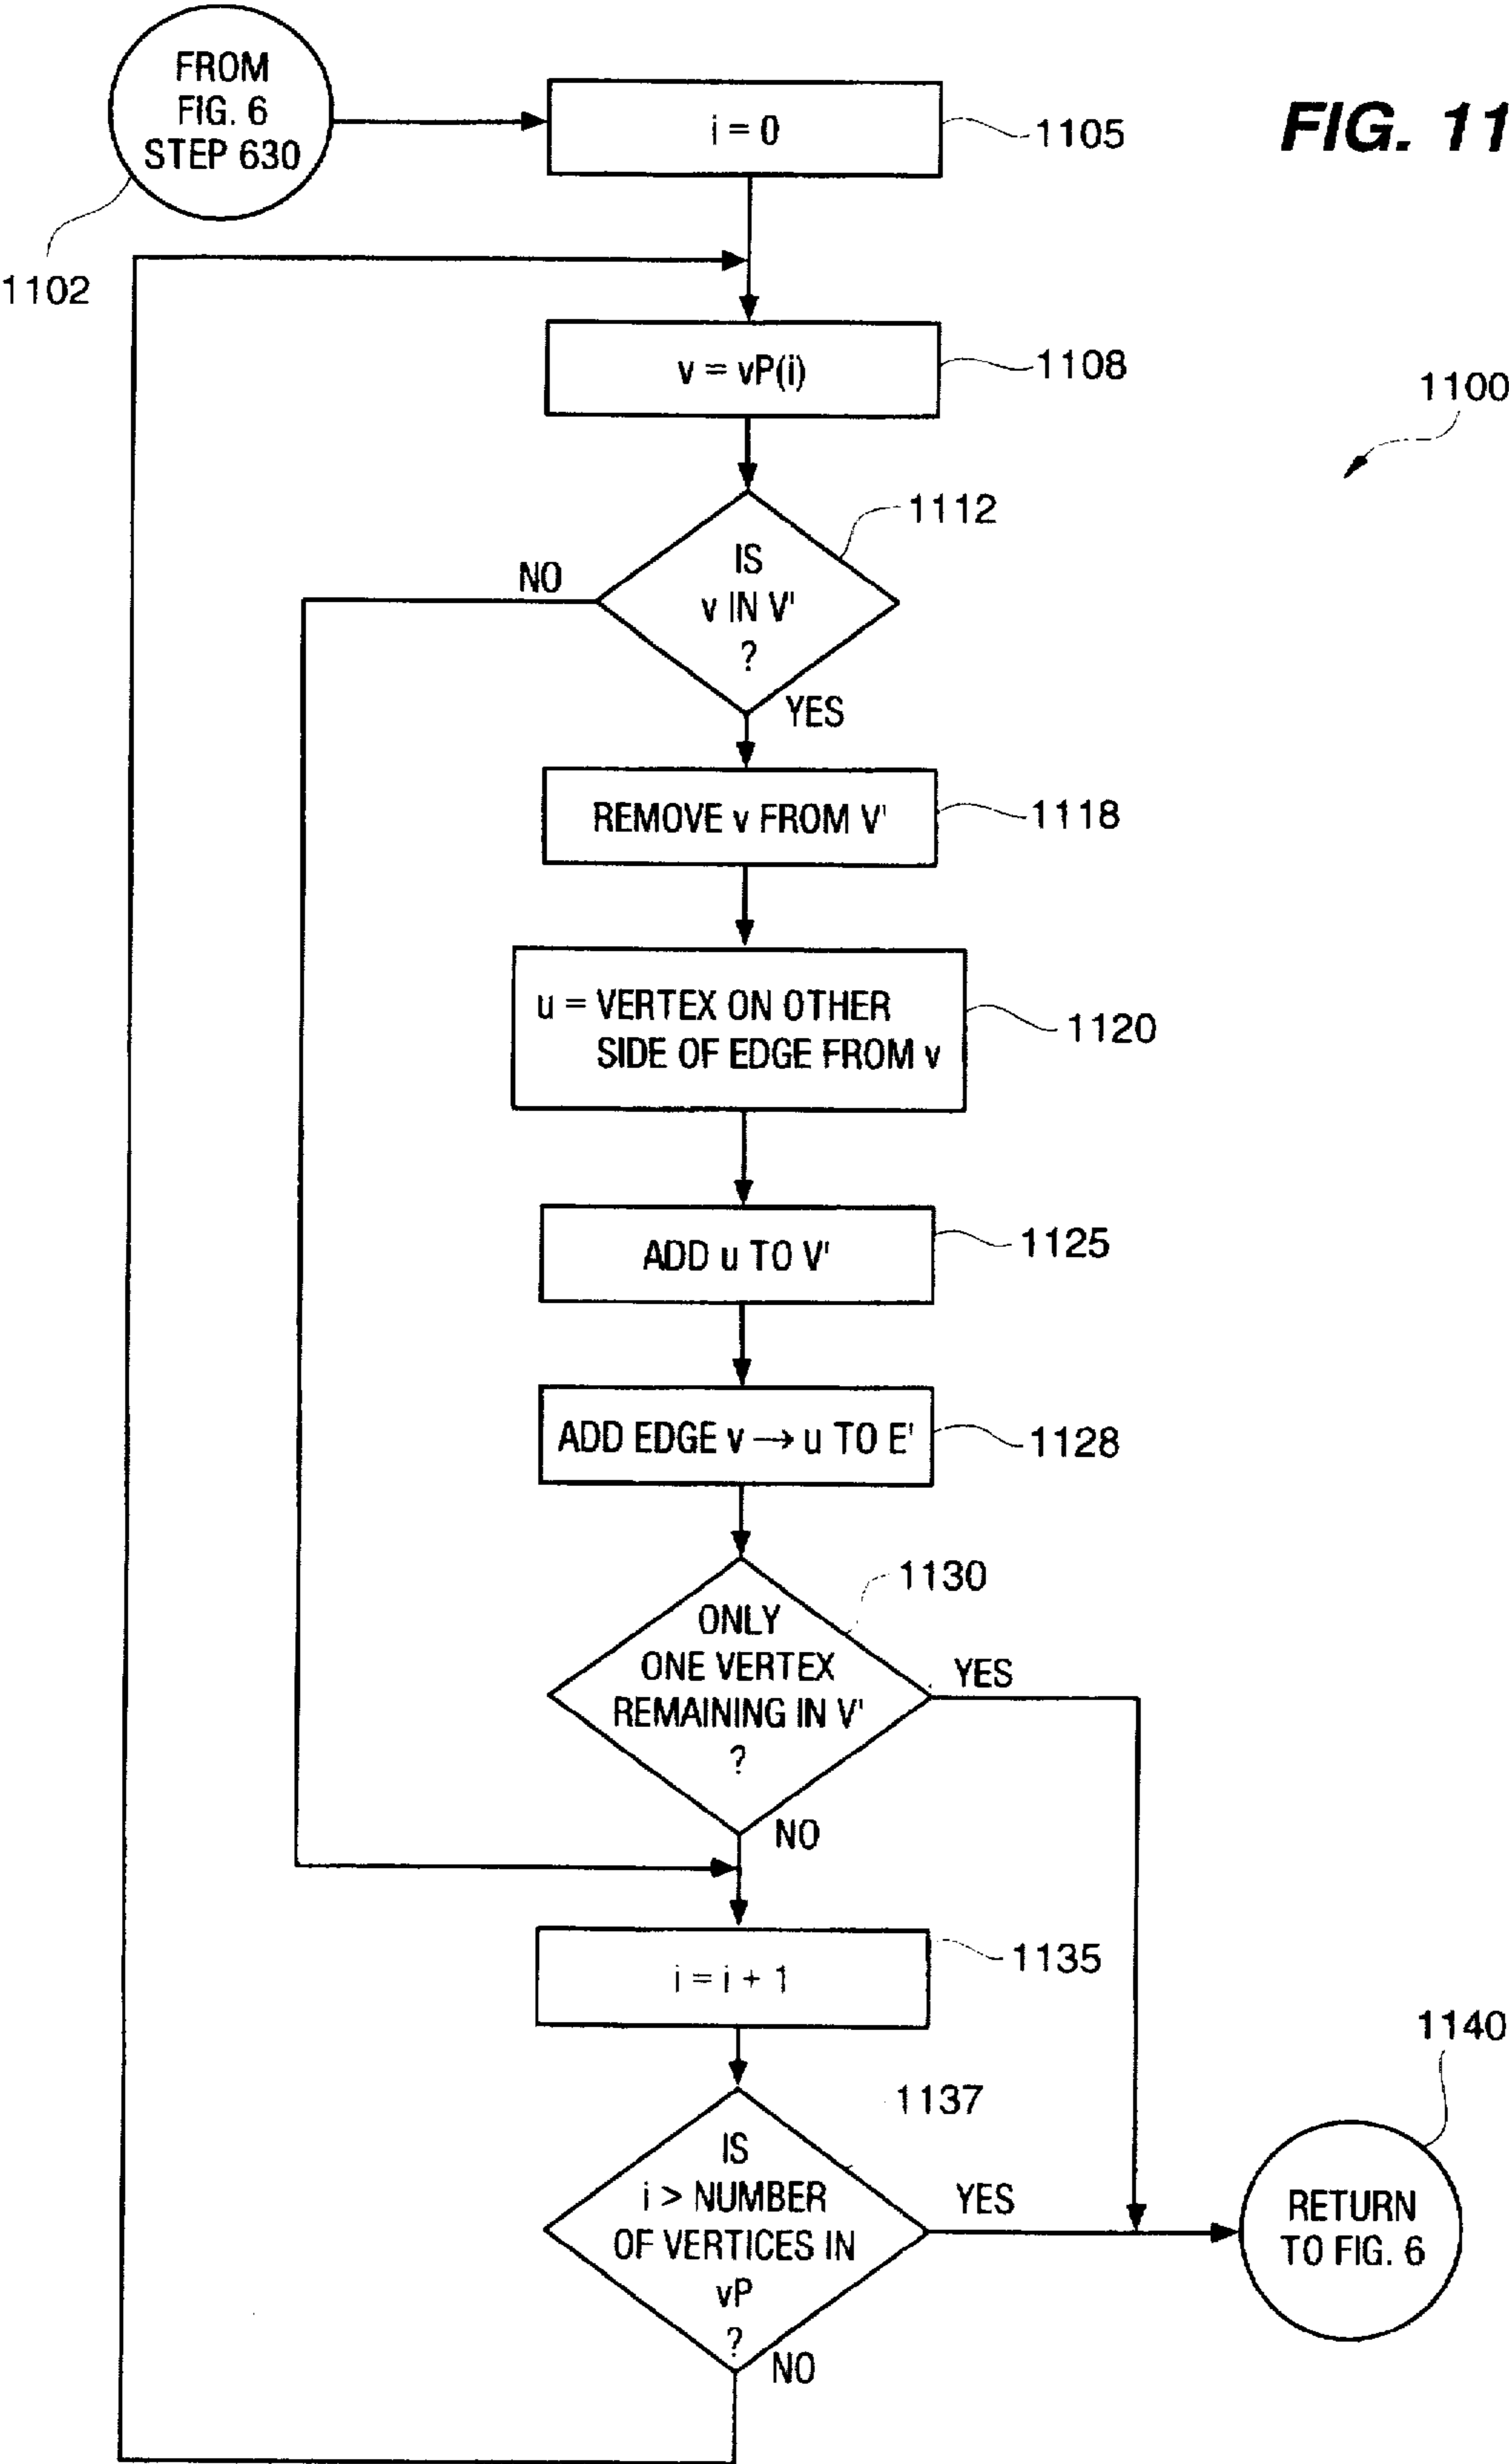 FROM
FIG. 6
STEP 630
i = 0
1105
FIG. 11
1102
v = vP(i)
1108
1100
1112
IS
v IN V'
?
NO
YES
REMOVE v FROM V'
1118
u = VERTEX ON OTHER
SIDE OF EDGE FROM v
1120
ADD u TO V'
1125
ADD EDGE v → u TO E'
1128
1130
ONLY
ONE VERTEX
REMAINING IN V'
?
YES
NO
i = i + 1
1135
1140
1137
IS
i > NUMBER
OF VERTICES IN
vP
?
YES
NO
RETURN
TO FIG. 6